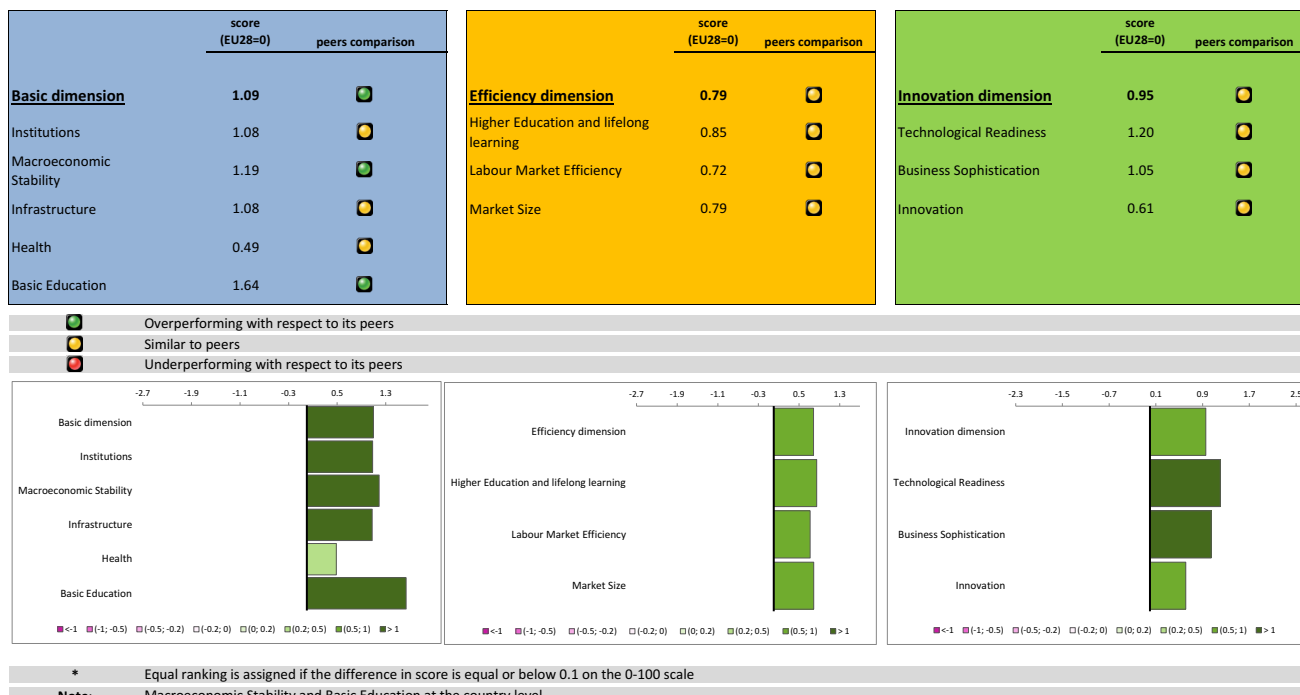 score
(EU28=0) peers comparison
Basic dimension 1.09
Institutions 1.08
Macroeconomic
Stability 1.19
Infrastructure 1.08
Health 0.49
Basic Education 1.64
score
(EU28=0) peers comparison
Efficiency dimension 0.79
Higher Education and lifelong
learning 0.85
Labour Market Efficiency 0.72
Market Size 0.79
score
(EU28=0) peers comparison
Innovation dimension 0.95
Technological Readiness 1.20
Business Sophistication 1.05
Innovation 0.61
Overperforming with respect to its peers
Similar to peers
Underperforming with respect to its peers
-2.7 -1.9 -1.1 -0.3 0.5 1.3
Basic dimension
Institutions
Macroeconomic Stability
Infrastructure
Health
Basic Education
<-1 (-1; -0.5) (-0.5; -0.2) (-0.2; 0) (0; 0.2) (0.2; 0.5) (0.5; 1) > 1
-2.7 -1.9 -1.1 -0.3 0.5 1.3
Efficiency dimension
Higher Education and lifelong learning
Labour Market Efficiency
Market Size
<-1 (-1; -0.5) (-0.5; -0.2) (-0.2; 0) (0; 0.2) (0.2; 0.5) (0.5; 1) > 1
-2.3 -1.5 -0.7 0.1 0.9 1.7 2.5
Innovation dimension
Technological Readiness
Business Sophistication
Innovation
<-1 (-1; -0.5) (-0.5; -0.2) (-0.2; 0) (0; 0.2) (0.2; 0.5) (0.5; 1) > 1
* Equal ranking is assigned if the difference in score is equal or below 0.1 on the 0-100 scale
Note: Macroeconomic Stability and Basic Education at the country level